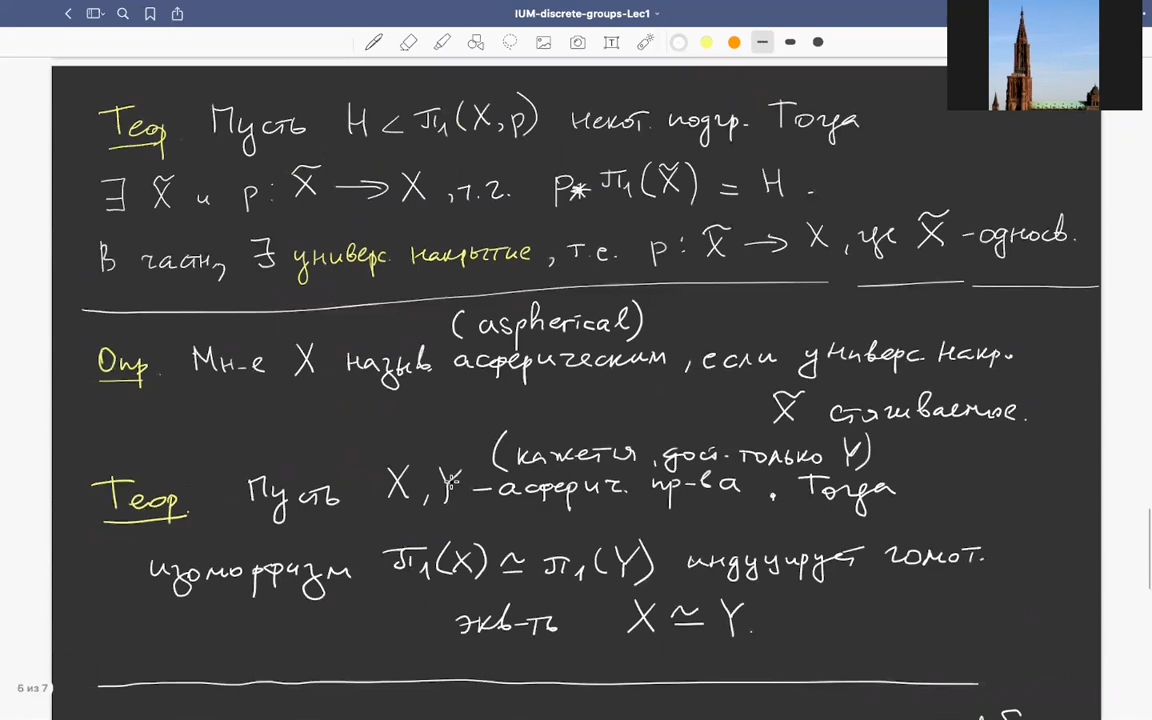 IUM-discrete-groups-Lec1
Теор. Пусть H < π₁(X, p) некот. подгр. Тогда
∃ X̃ и p : X̃ → X , т.ч. p* π₁(X̃) = H .
В частн, ∃ универс. накрытие , т.е. p : X̃ → X , где X̃ - односв.
(aspherical)
Опр. Мн-е X назыв. асферическим , если универс. накр.
X̃ стягиваемое.
(кажется, дост. только Y)
Теор. Пусть X , Y – асферич. пр-ва . Тогда
изоморфизм π₁(X) ≅ π₁(Y) индуцирует гомот.
экв-ть X ≃ Y.
6 из 7